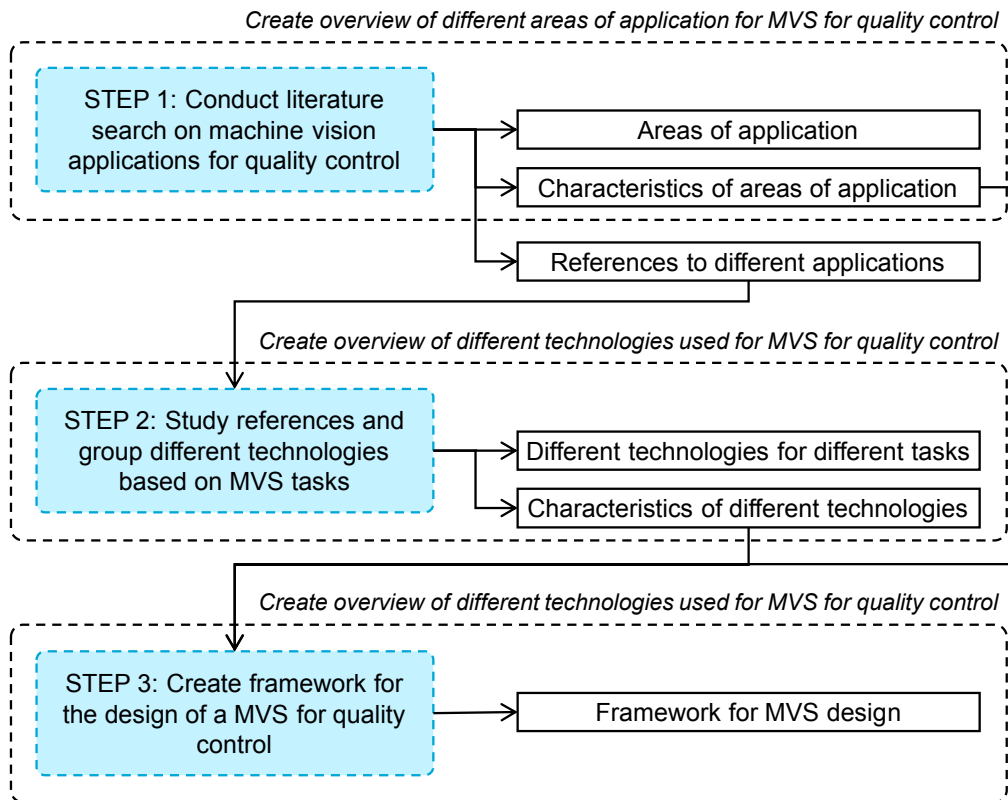 Create overview of different areas of application for MVS for quality control
STEP 1: Conduct literature
search on machine vision
applications for quality control
Areas of application
Characteristics of areas of application
References to different applications
Create overview of different technologies used for MVS for quality control
STEP 2: Study references and
group different technologies
based on MVS tasks
Different technologies for different tasks
Characteristics of different technologies
Create overview of different technologies used for MVS for quality control
STEP 3: Create framework for
the design of a MVS for quality
control
Framework for MVS design